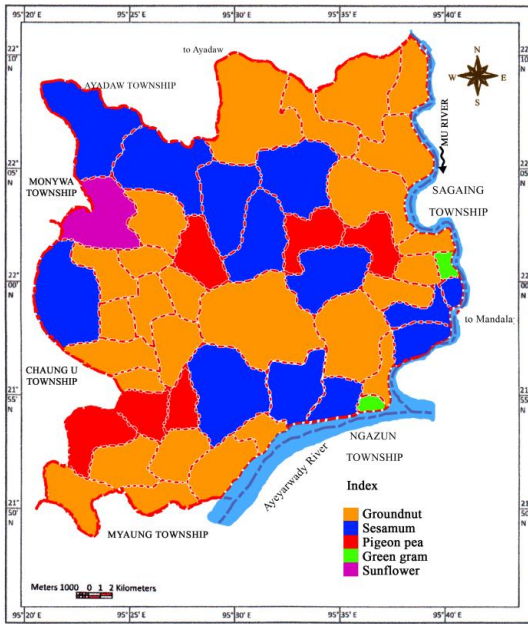 95°20' E 95°25' 95°30' 95°35' 95°40' E
to Ayadaw
22°
10'
N
AYADAW TOWNSHIP
N
W E
S
MU RIVER
22°
05'
N
MONYWA
TOWNSHIP
SAGAING
TOWNSHIP
22°
00'
N
to Mandala
CHAUNG U
TOWNSHIP
21°
55'
N
NGAZUN
TOWNSHIP
Ayeyarwady River
21°
50'
N
MYAUNG TOWNSHIP
Index
Groundnut
Sesamum
Pigeon pea
Green gram
Sunflower
Meters 1000 0 1 2 Kilometers
95°20' E 95°25' 95°30' 95°35' 95°40' E